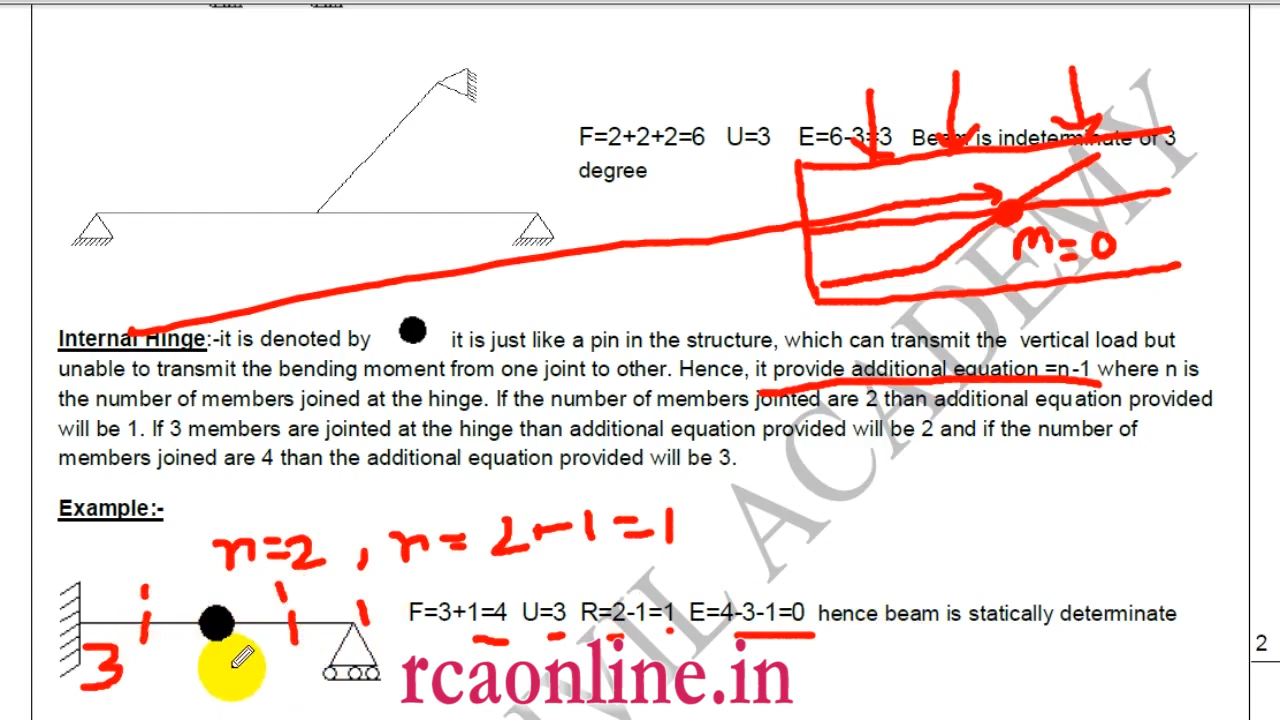 F=2+2+2=6 U=3 E=6-3=3 Beam is indeterminate of 3
degree
M=0
Internal Hinge:-it is denoted by it is just like a pin in the structure, which can transmit the vertical load but
unable to transmit the bending moment from one joint to other. Hence, it provide additional equation =n-1 where n is
the number of members joined at the hinge. If the number of members jointed are 2 than additional equation provided
will be 1. If 3 members are jointed at the hinge than additional equation provided will be 2 and if the number of
members joined are 4 than the additional equation provided will be 3.
Example:-
n=2, n=2-1=1
F=3+1=4 U=3 R=2-1=1 E=4-3-1=0 hence beam is statically determinate
3
2
rcaonline.in
CIVIL ACADEMY